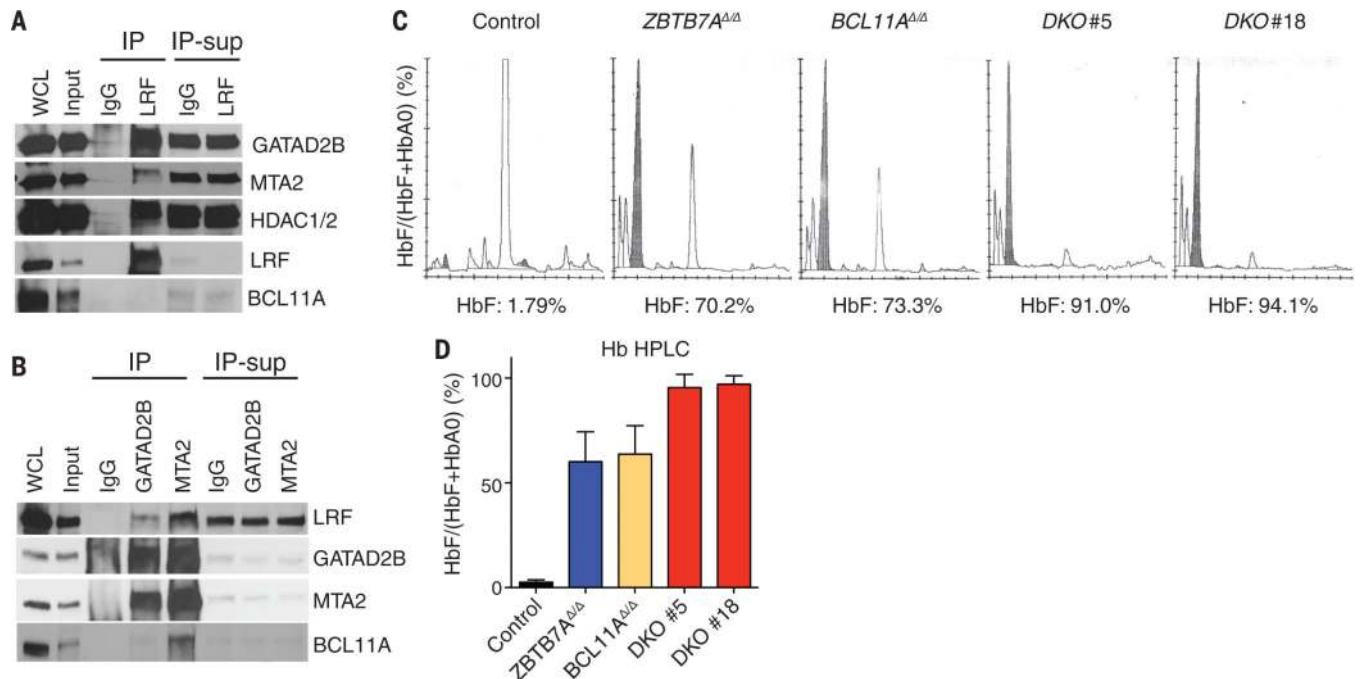 A
IP
IP-sup
WCL
Input
IgG
LRF
IgG
LRF
GATAD2B
MTA2
HDAC1/2
LRF
BCL11A
B
IP
IP-sup
WCL
Input
IgG
GATAD2B
MTA2
IgG
GATAD2B
MTA2
LRF
GATAD2B
MTA2
BCL11A
C
Control
ZBTB7AΔ/Δ
BCL11AΔ/Δ
DKO#5
DKO#18
HbF/(HbF+HbA0) (%)
HbF: 1.79%
HbF: 70.2%
HbF: 73.3%
HbF: 91.0%
HbF: 94.1%
D
Hb HPLC
HbF/(HbF+HbA0) (%)
100
50
0
Control
ZBTB7AΔ/Δ
BCL11AΔ/Δ
DKO #5
DKO #18